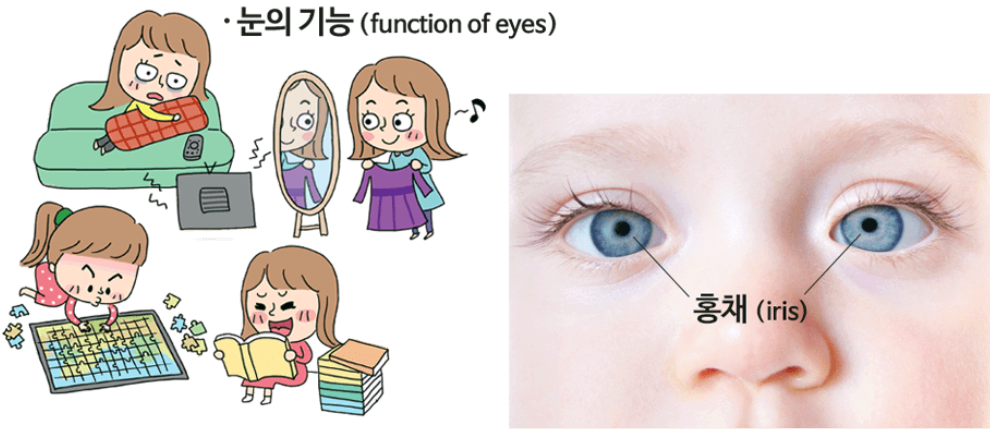 · 눈의 기능 (function of eyes)
홍채 (iris)